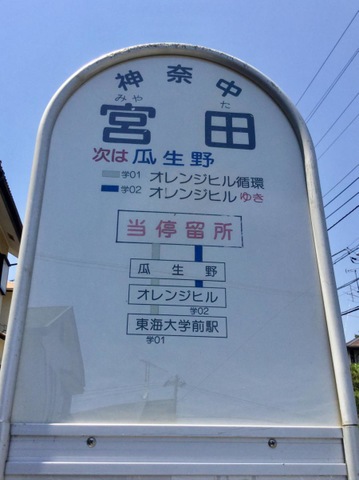 神奈中
みや た
宮田
次は 瓜生野
学01 オレンジヒル循環
学02 オレンジヒルゆき
当停留所
瓜生野
オレンジヒル
学02
東海大学前駅
学01